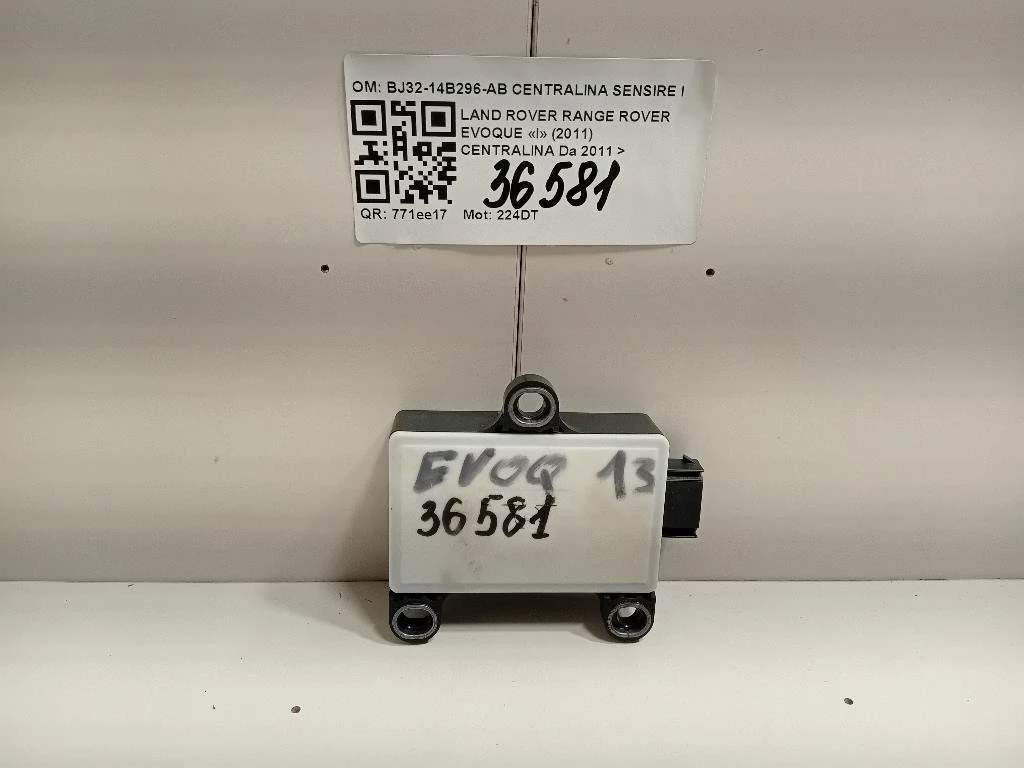 OM: BJ32-14B296-AB CENTRALINA SENSIRE I
LAND ROVER RANGE ROVER
EVOQUE «I» (2011)
CENTRALINA Da 2011 >
36581
QR: 771ee17 Mot: 224DT
EVOQ 13
36581